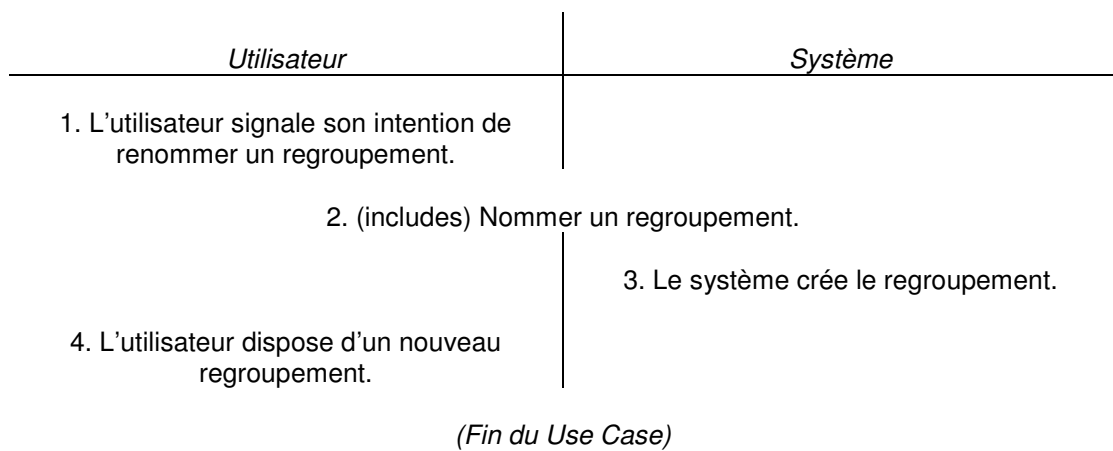 Utilisateur
Système
1. L’utilisateur signale son intention de
renommer un regroupement.
2. (includes) Nommer un regroupement.
3. Le système crée le regroupement.
4. L’utilisateur dispose d’un nouveau
regroupement.
(Fin du Use Case)